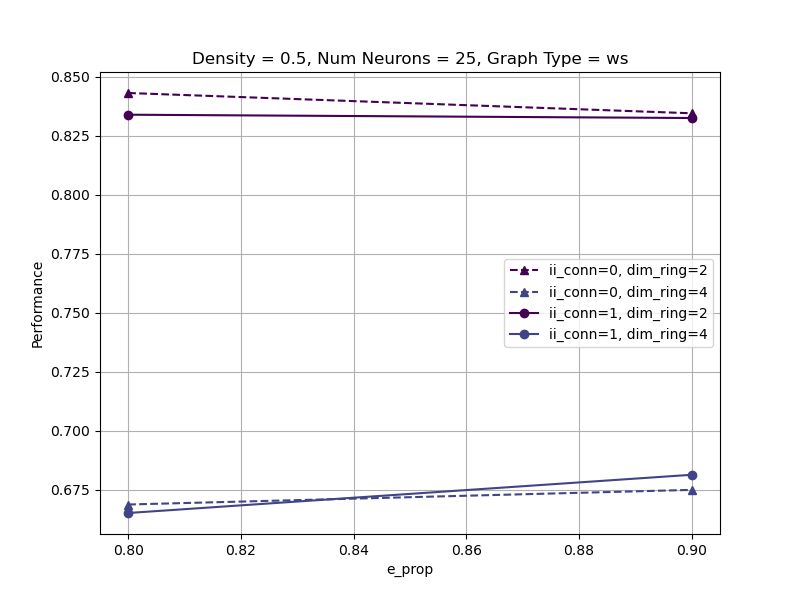 Density = 0.5, Num Neurons = 25, Graph Type = ws
Performance
0.850
0.825
0.800
0.775
0.750
0.725
0.700
0.675
ii_conn=0, dim_ring=2
ii_conn=0, dim_ring=4
ii_conn=1, dim_ring=2
ii_conn=1, dim_ring=4
0.80
0.82
0.84
0.86
0.88
0.90
e_prop